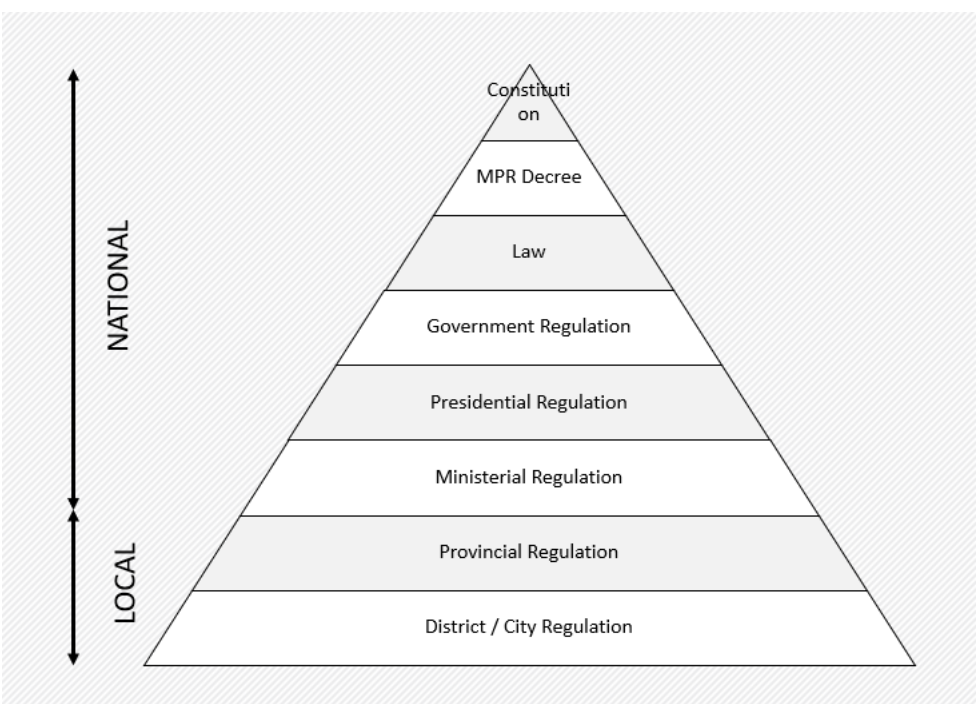 Constituti
on
MPR Decree
Law
Government Regulation
Presidential Regulation
Ministerial Regulation
Provincial Regulation
District / City Regulation
NATIONAL
LOCAL